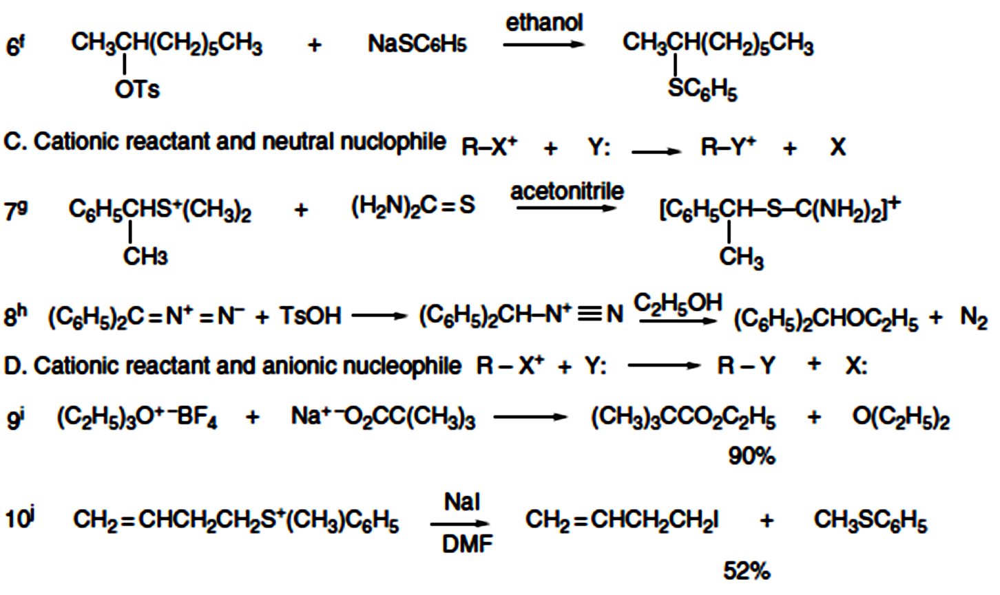 ethanol
6f CH3CH(CH2)5CH3 + NaSC6H5 CH3CH(CH2)5CH3
OTs SC6H5
C. Cationic reactant and neutral nuclophile R–X+ + Y: R–Y+ + X
acetonitrile
7g C6H5CHS+(CH3)2 + (H2N)2C=S [C6H5CH–S–C(NH2)2]+
CH3 CH3
C2H5OH
8h (C6H5)2C=N+=N– + TsOH (C6H5)2CH–N+≡N (C6H5)2CHOC2H5 + N2
D. Cationic reactant and anionic nucleophile R–X+ + Y: R–Y + X:
9i (C2H5)3O+–BF4 + Na+–O2CC(CH3)3 (CH3)3CCO2C2H5 + O(C2H5)2
90%
NaI
10j CH2=CHCH2CH2S+(CH3)C6H5 CH2=CHCH2CH2I + CH3SC6H5
DMF
52%